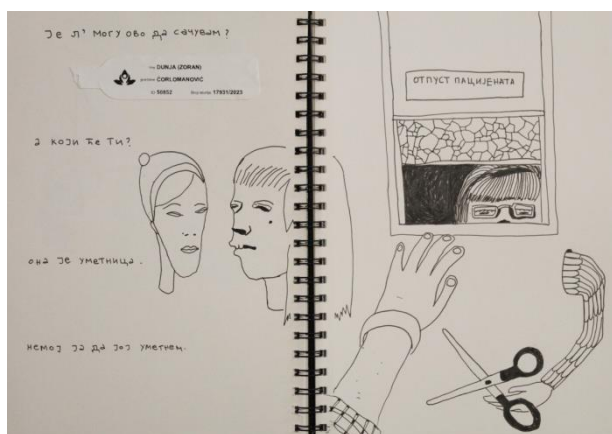 Је л' могу ово да сачувам?
DUNJA (ZORAN)
ĆORLOMANOVIĆ
50852 17931/2023
а који ће ти?
она је уметница.
немој ја да јој уметнем.
ОТПУСТ ПАЦИЈЕНАТА